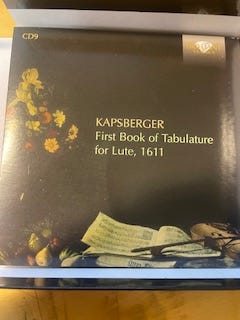 CD9
KAPSBERGER
First Book of Tabulature
for Lute, 1611